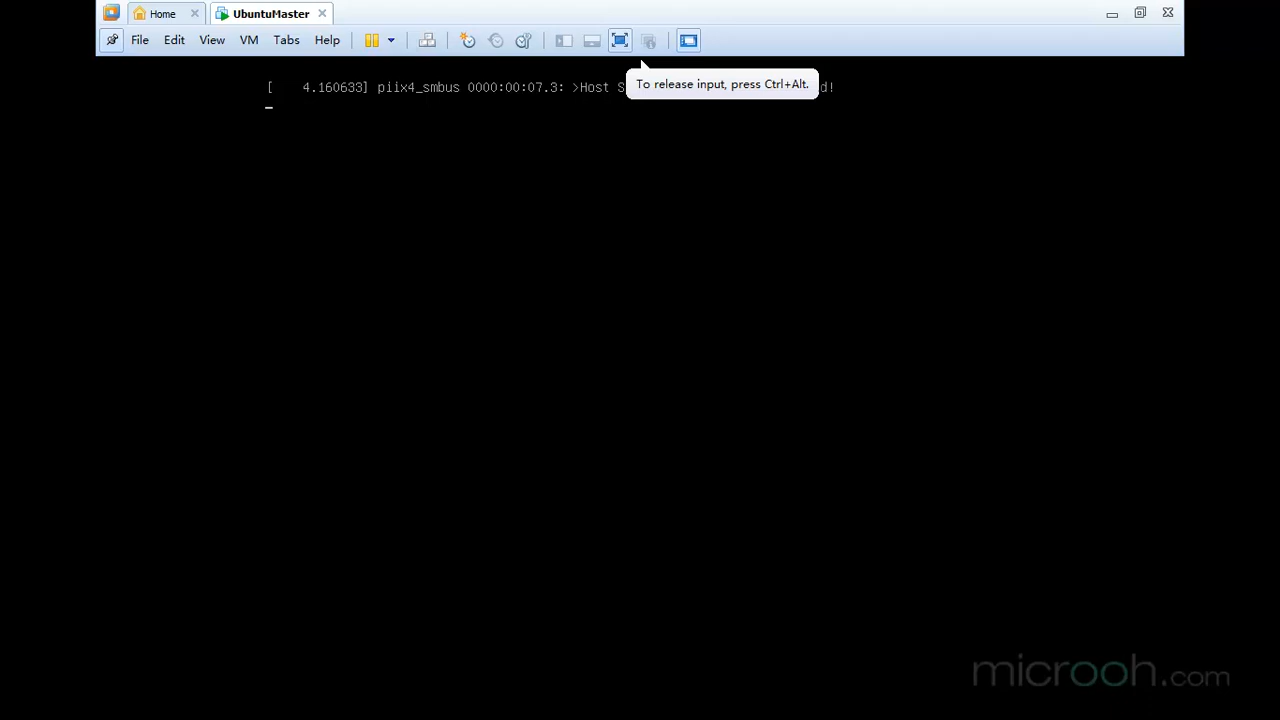 Home
UbuntuMaster
File Edit View VM Tabs Help
[    4.160633] piix4_smbus 0000:00:07.3: >Host S d!
To release input, press Ctrl+Alt.
microoh.com